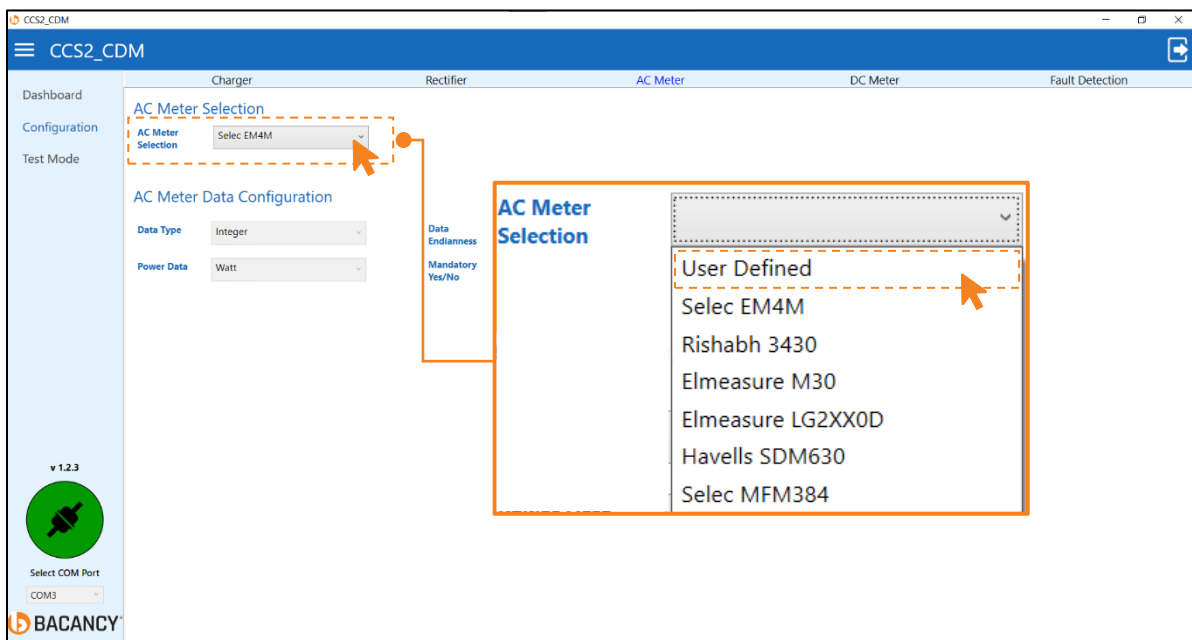 CCS2_CDM
CCS2_CDM
Charger Rectifier AC Meter DC Meter Fault Detection
Dashboard
Configuration
Test Mode
AC Meter Selection
AC Meter
Selection
Selec EM4M
AC Meter Data Configuration
Data Type
Integer
Data
Endianness
Power Data
Watt
Mandatory
Yes/No
AC Meter
Selection
User Defined
Selec EM4M
Rishabh 3430
Elmeasure M30
Elmeasure LG2XX0D
Havells SDM630
Selec MFM384
v 1.2.3
Select COM Port
COM3
BACANCY